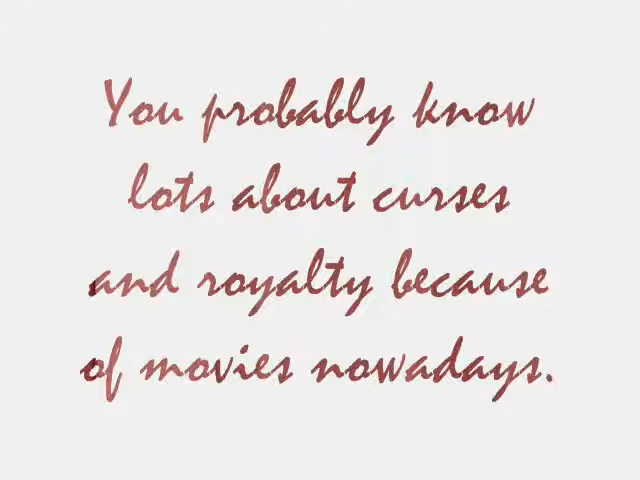 You probably know
lots about curses
and royalty because
of movies nowadays.